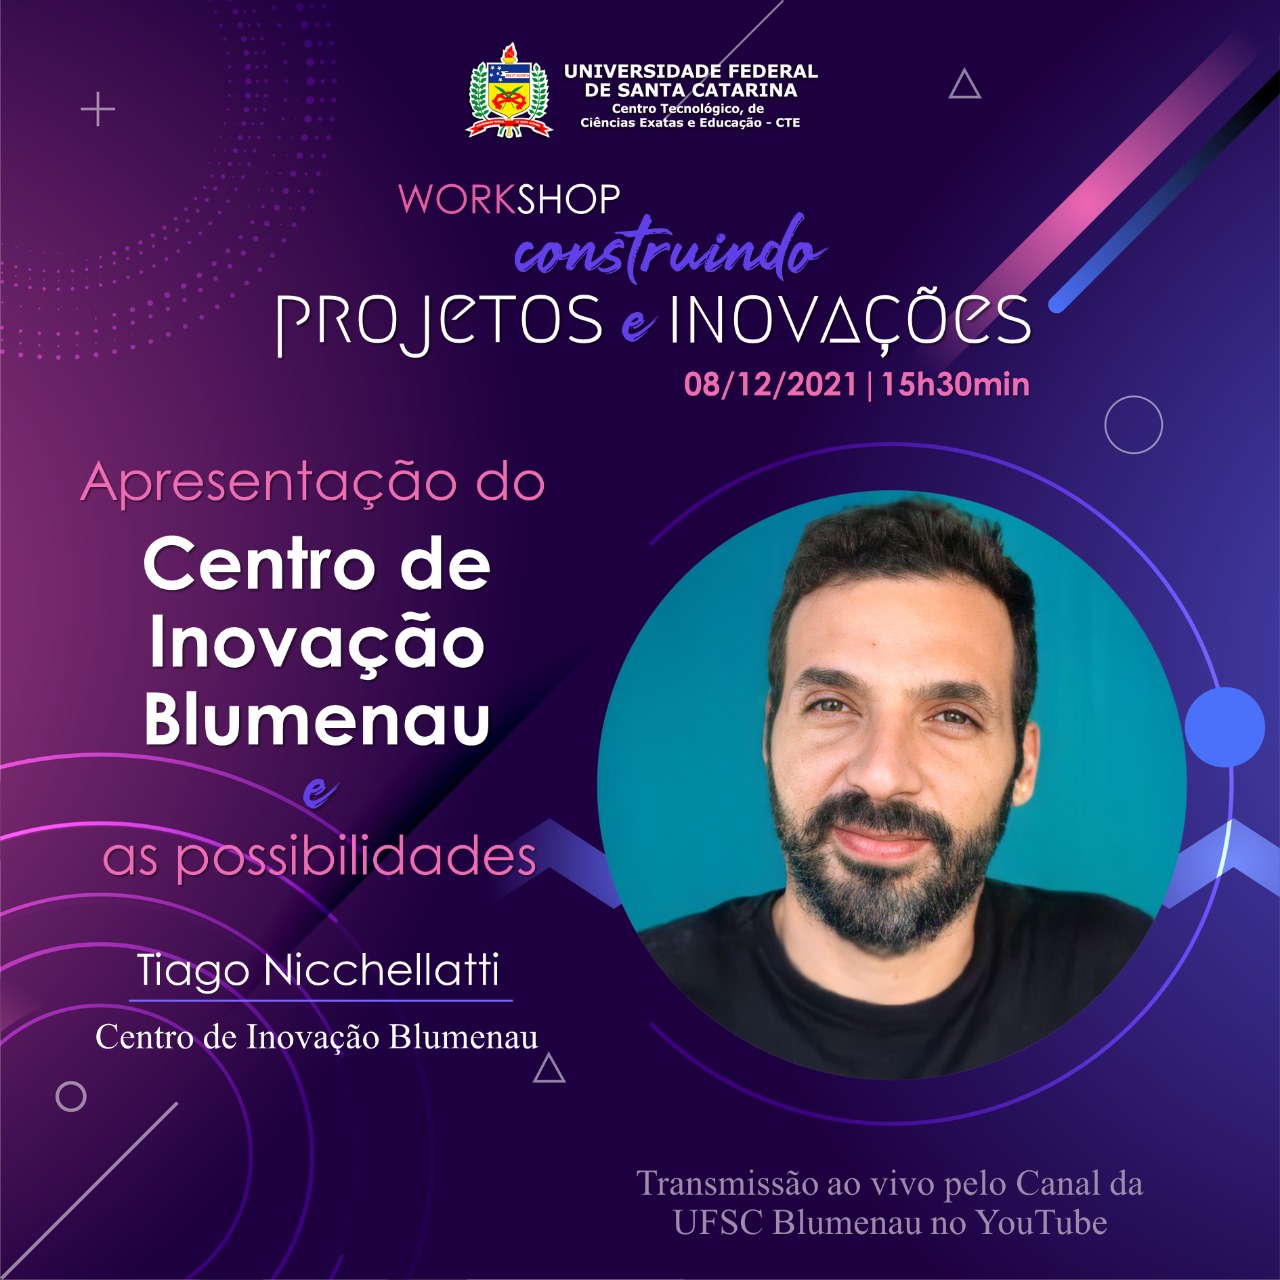 UNIVERSIDADE FEDERAL
DE SANTA CATARINA
Centro Tecnológico, de
Ciências Exatas e Educação - CTE
WORKSHOP
construindo
PROJETOS e INOVAÇÕES
08/12/2021 | 15h30min
Apresentação do
Centro de
Inovação
Blumenau
e
as possibilidades
Tiago Nicchellatti
Centro de Inovação Blumenau
Transmissão ao vivo pelo Canal da
UFSC Blumenau no YouTube